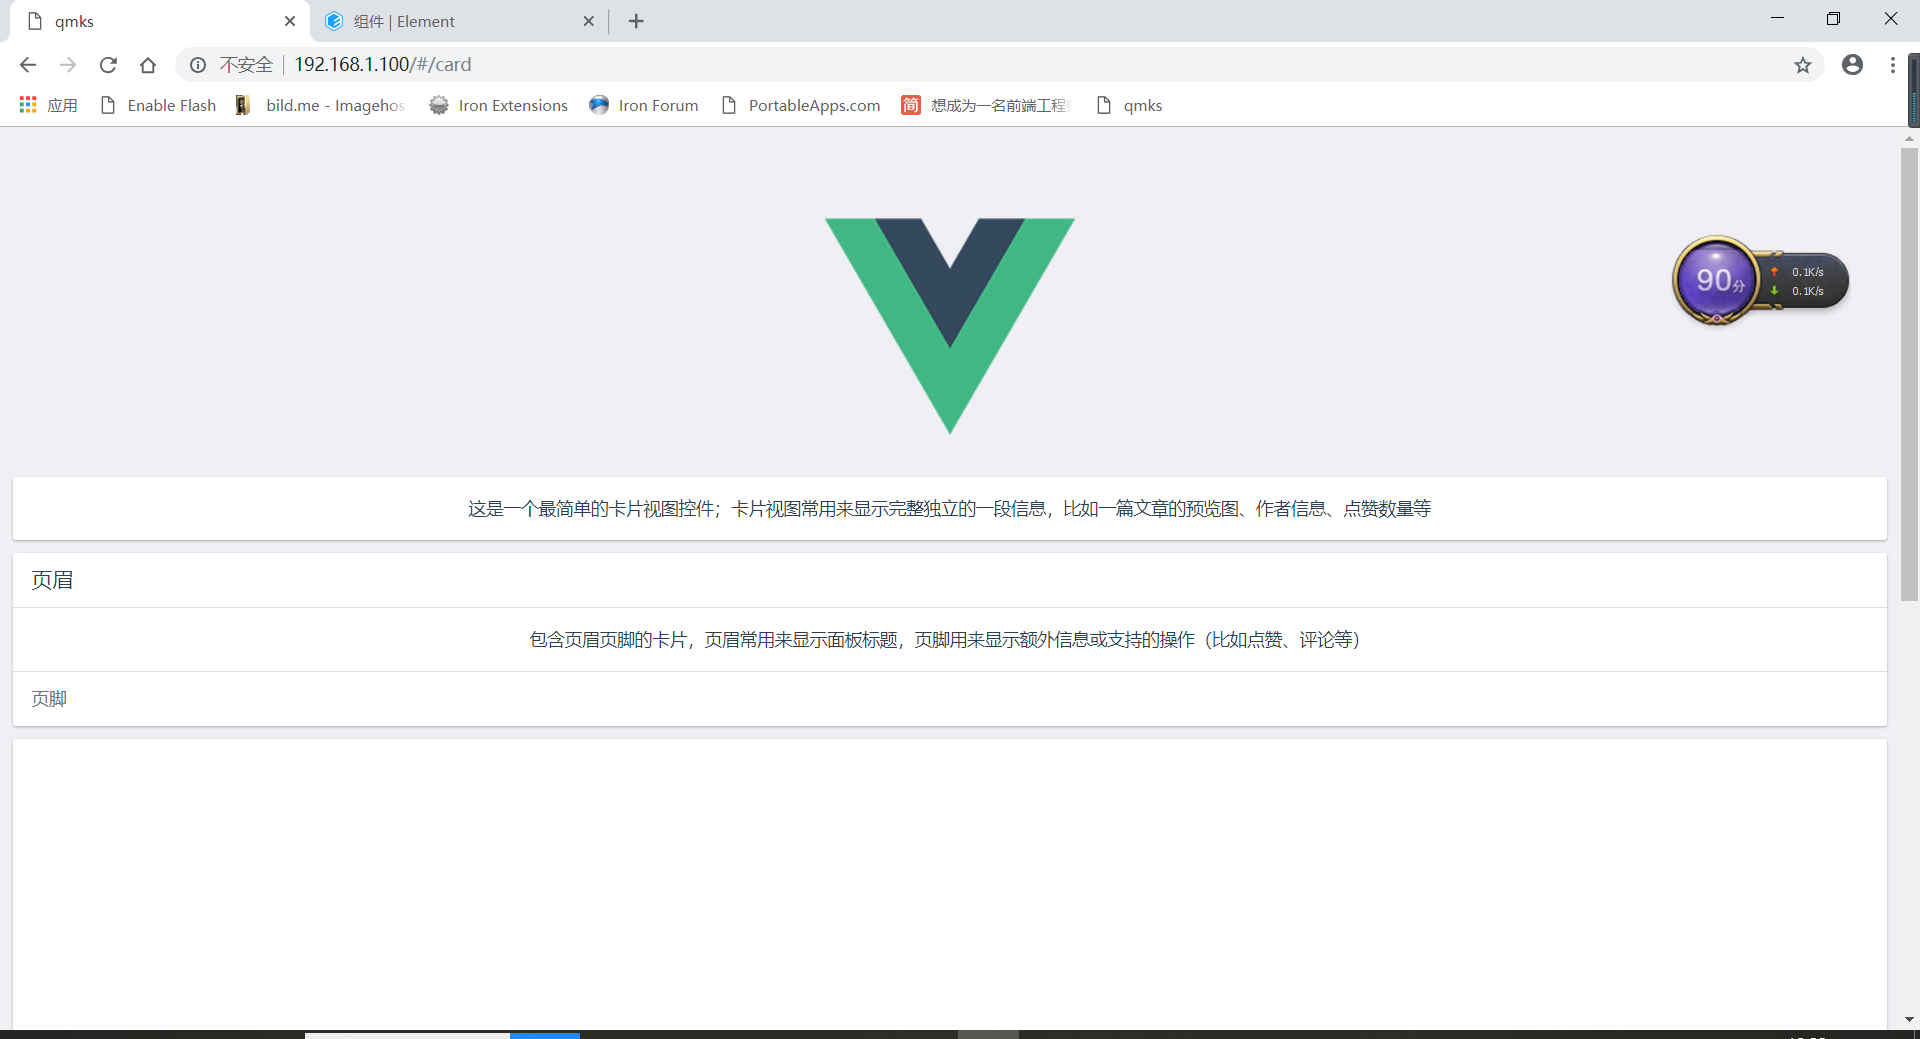 qmks
组件 | Element
不安全
192.168.1.100/#/card
应用
Enable Flash
bild.me - Imagehos
Iron Extensions
Iron Forum
PortableApps.com
简
想成为一名前端工程
qmks
90分
0.1K/s
0.1K/s
这是一个最简单的卡片视图控件；卡片视图常用来显示完整独立的一段信息，比如一篇文章的预览图、作者信息、点赞数量等
页眉
包含页眉页脚的卡片，页眉常用来显示面板标题，页脚用来显示额外信息或支持的操作（比如点赞、评论等）
页脚